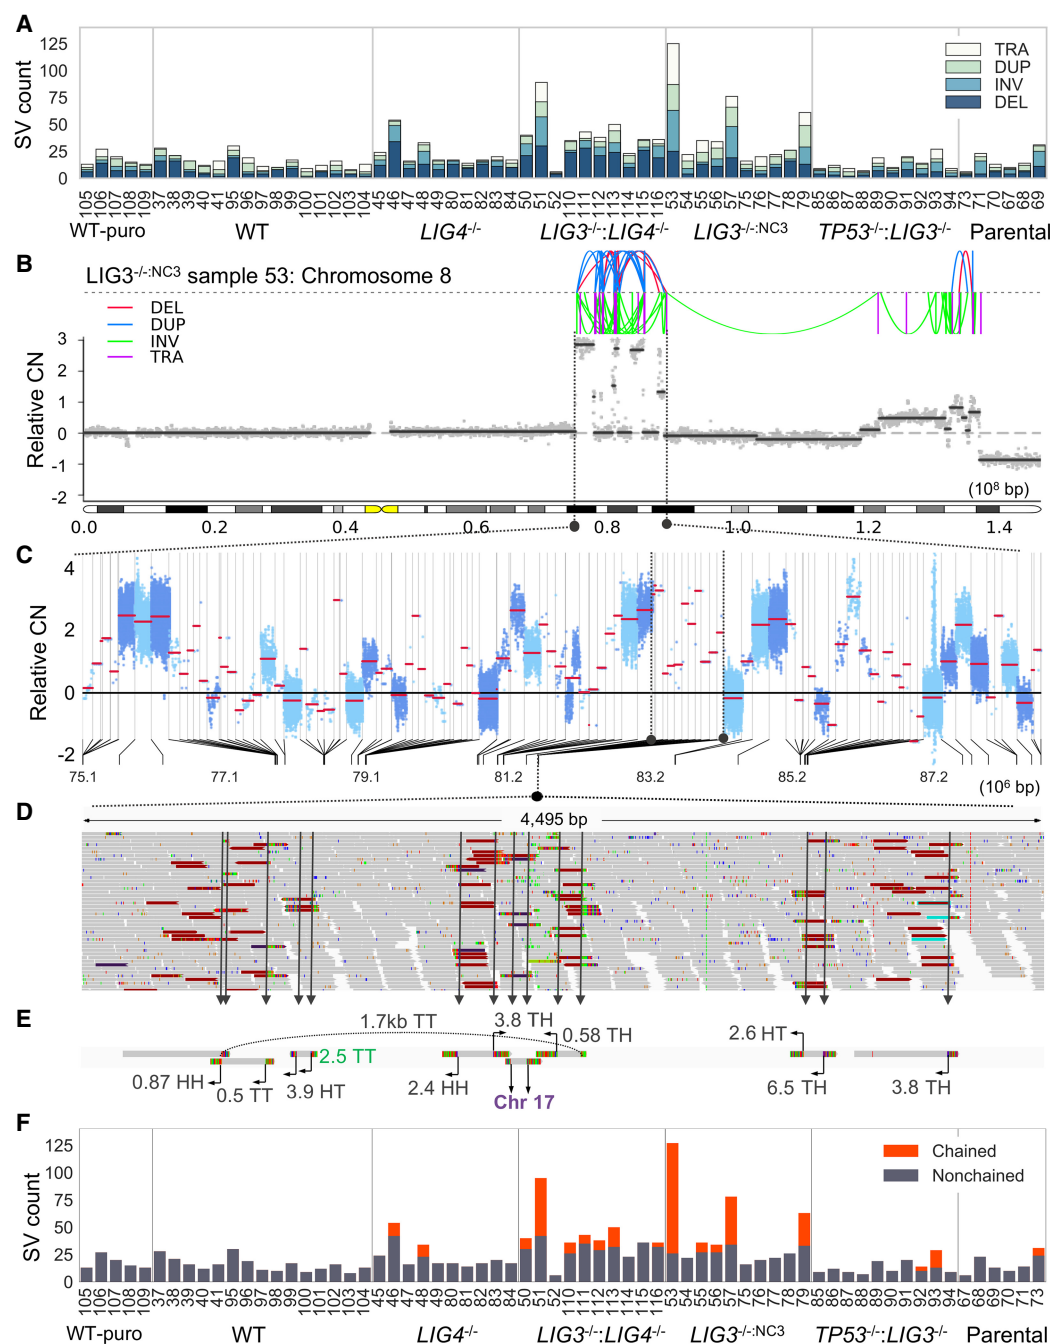 A
SV count
125
100
75
50
25
0
TRA
DUP
INV
DEL
105 106 107 108 109 37 38 39 40 41 95 96 97 98 99 100 101 102 103 104 45 46 47 48 49 80 81 82 83 84 50 51 52 110 111 112 113 114 115 116 53 54 55 56 57 75 76 77 78 79 85 86 87 88 89 90 91 92 93 94 73 71 70 67 68 69
WT-puro WT LIG4-/- LIG3-/-:LIG4-/- LIG3-/-:NC3 TP53-/-:LIG3-/- Parental
B
LIG3-/-:NC3 sample 53: Chromosome 8
DEL
DUP
INV
TRA
Relative CN
3
2
1
0
-1
-2
(10⁸ bp)
0.0 0.2 0.4 0.6 0.8 1.0 1.2 1.4
C
Relative CN
4
2
0
-2
75.1 77.1 79.1 81.2 83.2 85.2 87.2
(10⁶ bp)
D
4,495 bp
E
1.7kb TT
3.8 TH
0.58 TH
2.6 HT
2.5 TT
0.87 HH
0.5 TT
3.9 HT
2.4 HH
Chr 17
6.5 TH
3.8 TH
F
SV count
125
100
75
50
25
0
Chained
Nonchained
105 106 107 108 109 37 38 39 40 41 95 96 97 98 99 100 101 102 103 104 45 46 47 48 49 80 81 82 83 84 50 51 52 110 111 112 113 114 115 116 53 54 55 56 57 75 76 77 78 79 85 86 87 88 89 90 91 92 93 94 67 68 69 70 71 73
WT-puro WT LIG4-/- LIG3-/-:LIG4-/- LIG3-/-:NC3 TP53-/-:LIG3-/- Parental